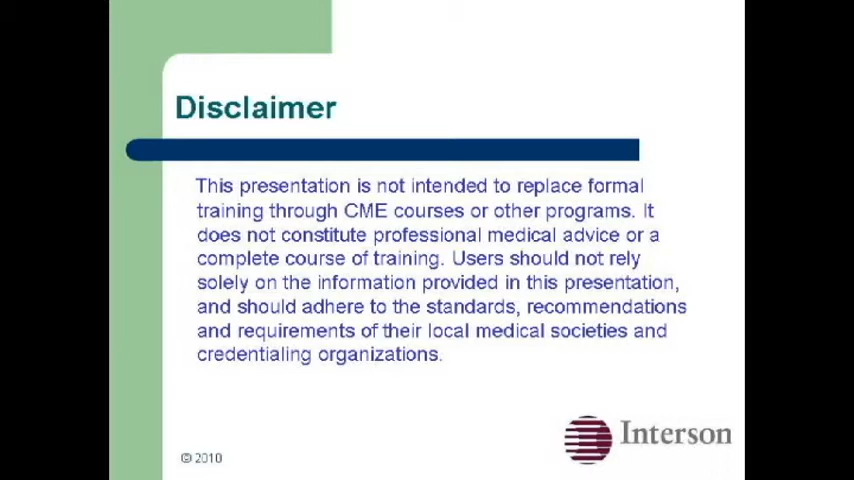 Disclaimer
This presentation is not intended to replace formal
training through CME courses or other programs. It
does not constitute professional medical advice or a
complete course of training. Users should not rely
solely on the information provided in this presentation,
and should adhere to the standards, recommendations
and requirements of their local medical societies and
credentialing organizations.
Interson
© 2010